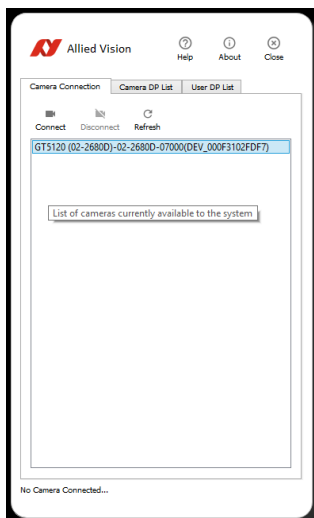 Allied Vision
Help About Close
Camera Connection Camera DP List User DP List
Connect Disconnect Refresh
GT5120 (02-2680D)-02-2680D-07000(DEV_000F3102FDF7)
List of cameras currently available to the system
No Camera Connected...